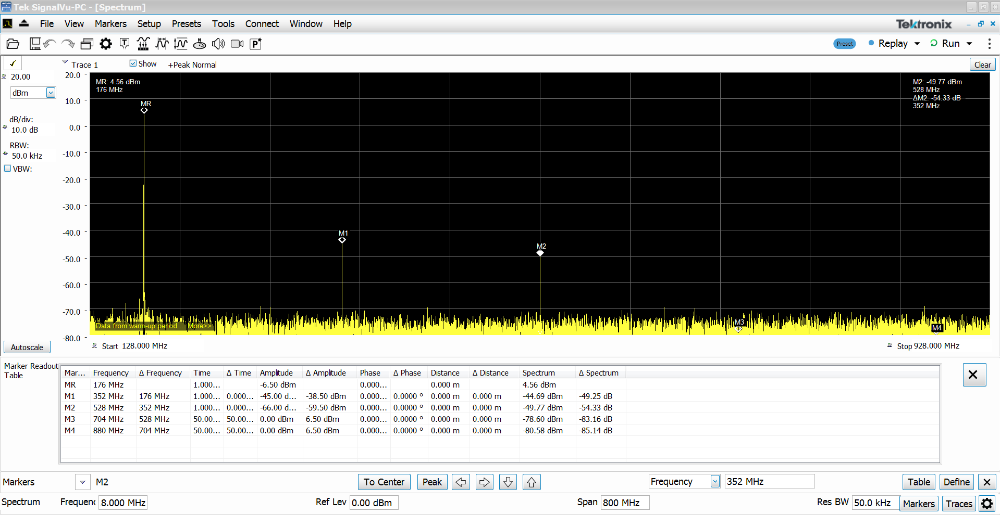 Tek SignalVu-PC - [Spectrum]
File View Markers Setup Presets Tools Connect Window Help Tektronix
T N P Preset Replay Run
Trace 1 Show +Peak Normal Clear
20.00
dBm
dB/div:
10.0 dB
RBW:
50.0 kHz
VBW:
Autoscale
20.0
10.0
0.0
-10.0
-20.0
-30.0
-40.0
-50.0
-60.0
-70.0
-80.0
MR: 4.56 dBm
176 MHz
M2: -49.77 dBm
528 MHz
ΔM2: -54.33 dB
352 MHz
MR
M1
M2
M3
M4
Data from warm-up period ... More>>
Start 128.000 MHz
Stop 928.000 MHz
Marker Readout
Table
Mar... Frequency Δ Frequency Time Δ Time Amplitude Δ Amplitude Phase Δ Phase Distance Δ Distance Spectrum Δ Spectrum
MR 176 MHz 1.000... -6.50 dBm 0.000... 0.000 m 4.56 dBm
M1 352 MHz 176 MHz 1.000... 0.000... -45.00 d... -38.50 dBm 0.000... 0.0000 º 0.000 m 0.000 m -44.69 dBm -49.25 dB
M2 528 MHz 352 MHz 1.000... 0.000... -66.00 d... -59.50 dBm 0.000... 0.0000 º 0.000 m 0.000 m -49.77 dBm -54.33 dB
M3 704 MHz 528 MHz 50.00... 50.00... 0.00 dBm 6.50 dBm 0.000... 0.0000 º 0.000 m 0.000 m -78.60 dBm -83.16 dB
M4 880 MHz 704 MHz 50.00... 50.00... 0.00 dBm 6.50 dBm 0.000... 0.0000 º 0.000 m 0.000 m -80.58 dBm -85.14 dB
Markers M2 To Center Peak Frequency 352 MHz Table Define
Spectrum Frequenc 8.000 MHz Ref Lev 0.00 dBm Span 800 MHz Res BW 50.0 kHz Markers Traces